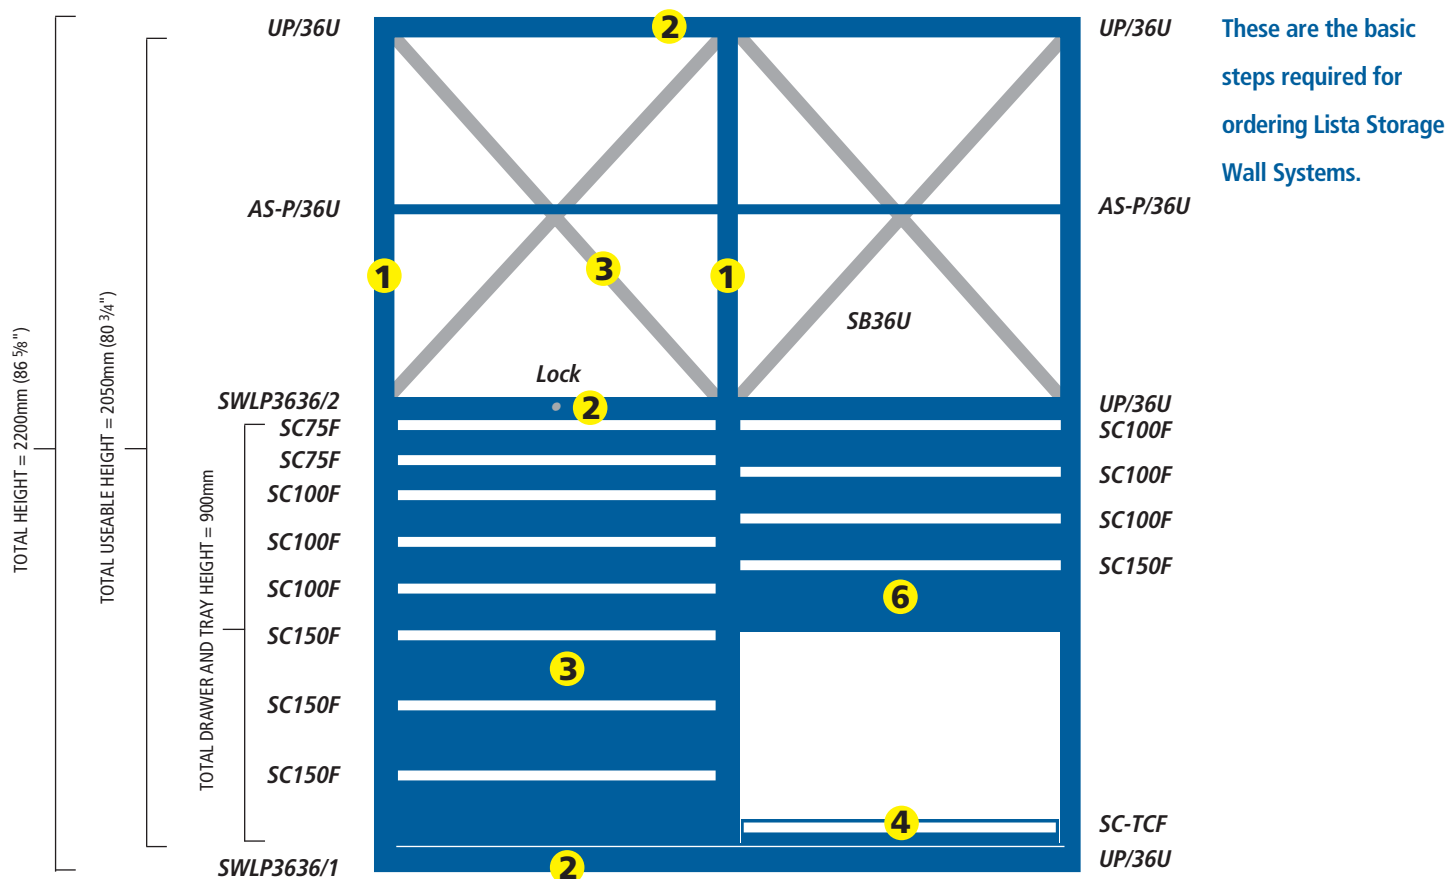 UP/36U
2
UP/36U
These are the basic
steps required for
ordering Lista Storage
Wall Systems.
AS-P/36U
AS-P/36U
1
3
1
SB36U
Lock
SWLP3636/2
2
UP/36U
SC75F
SC100F
SC75F
SC100F
SC100F
SC100F
SC100F
SC150F
SC100F
6
SC150F
3
SC150F
SC150F
4
SC-TCF
UP/36U
SWLP3636/1
2
TOTAL HEIGHT = 2200mm (86 5/8")
TOTAL USEABLE HEIGHT = 2050mm (80 3/4")
TOTAL DRAWER AND TRAY HEIGHT = 900mm